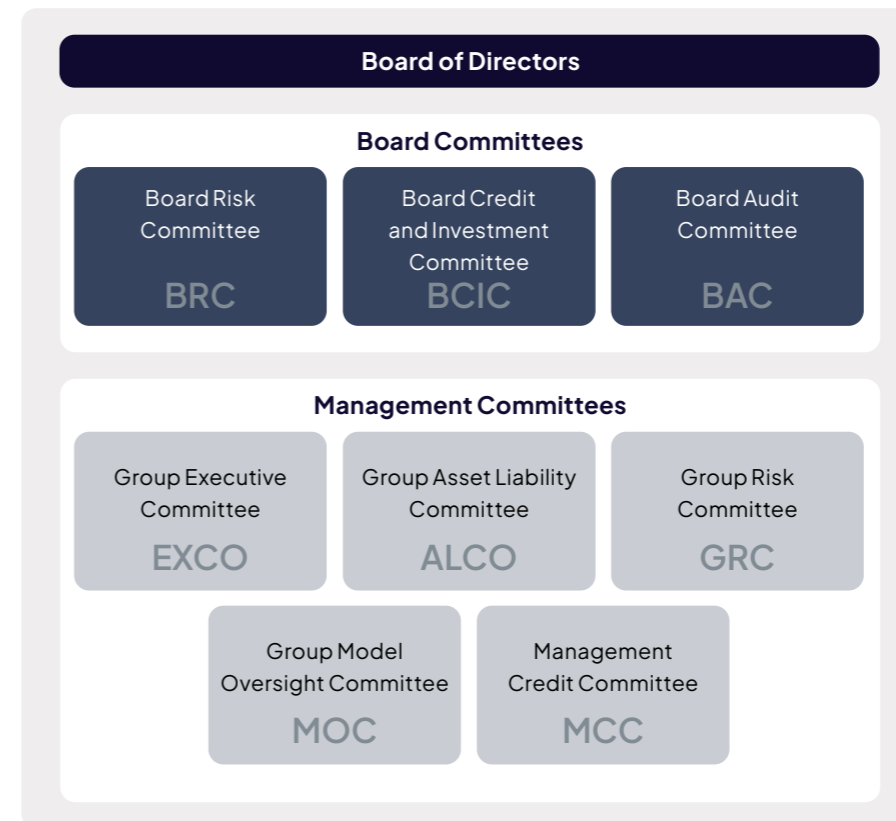 Board of Directors
Board Committees
Board Risk
Committee
BRC
Board Credit
and Investment
Committee
BCIC
Board Audit
Committee
BAC
Management Committees
Group Executive
Committee
EXCO
Group Asset Liability
Committee
ALCO
Group Risk
Committee
GRC
Group Model
Oversight Committee
MOC
Management
Credit Committee
MCC